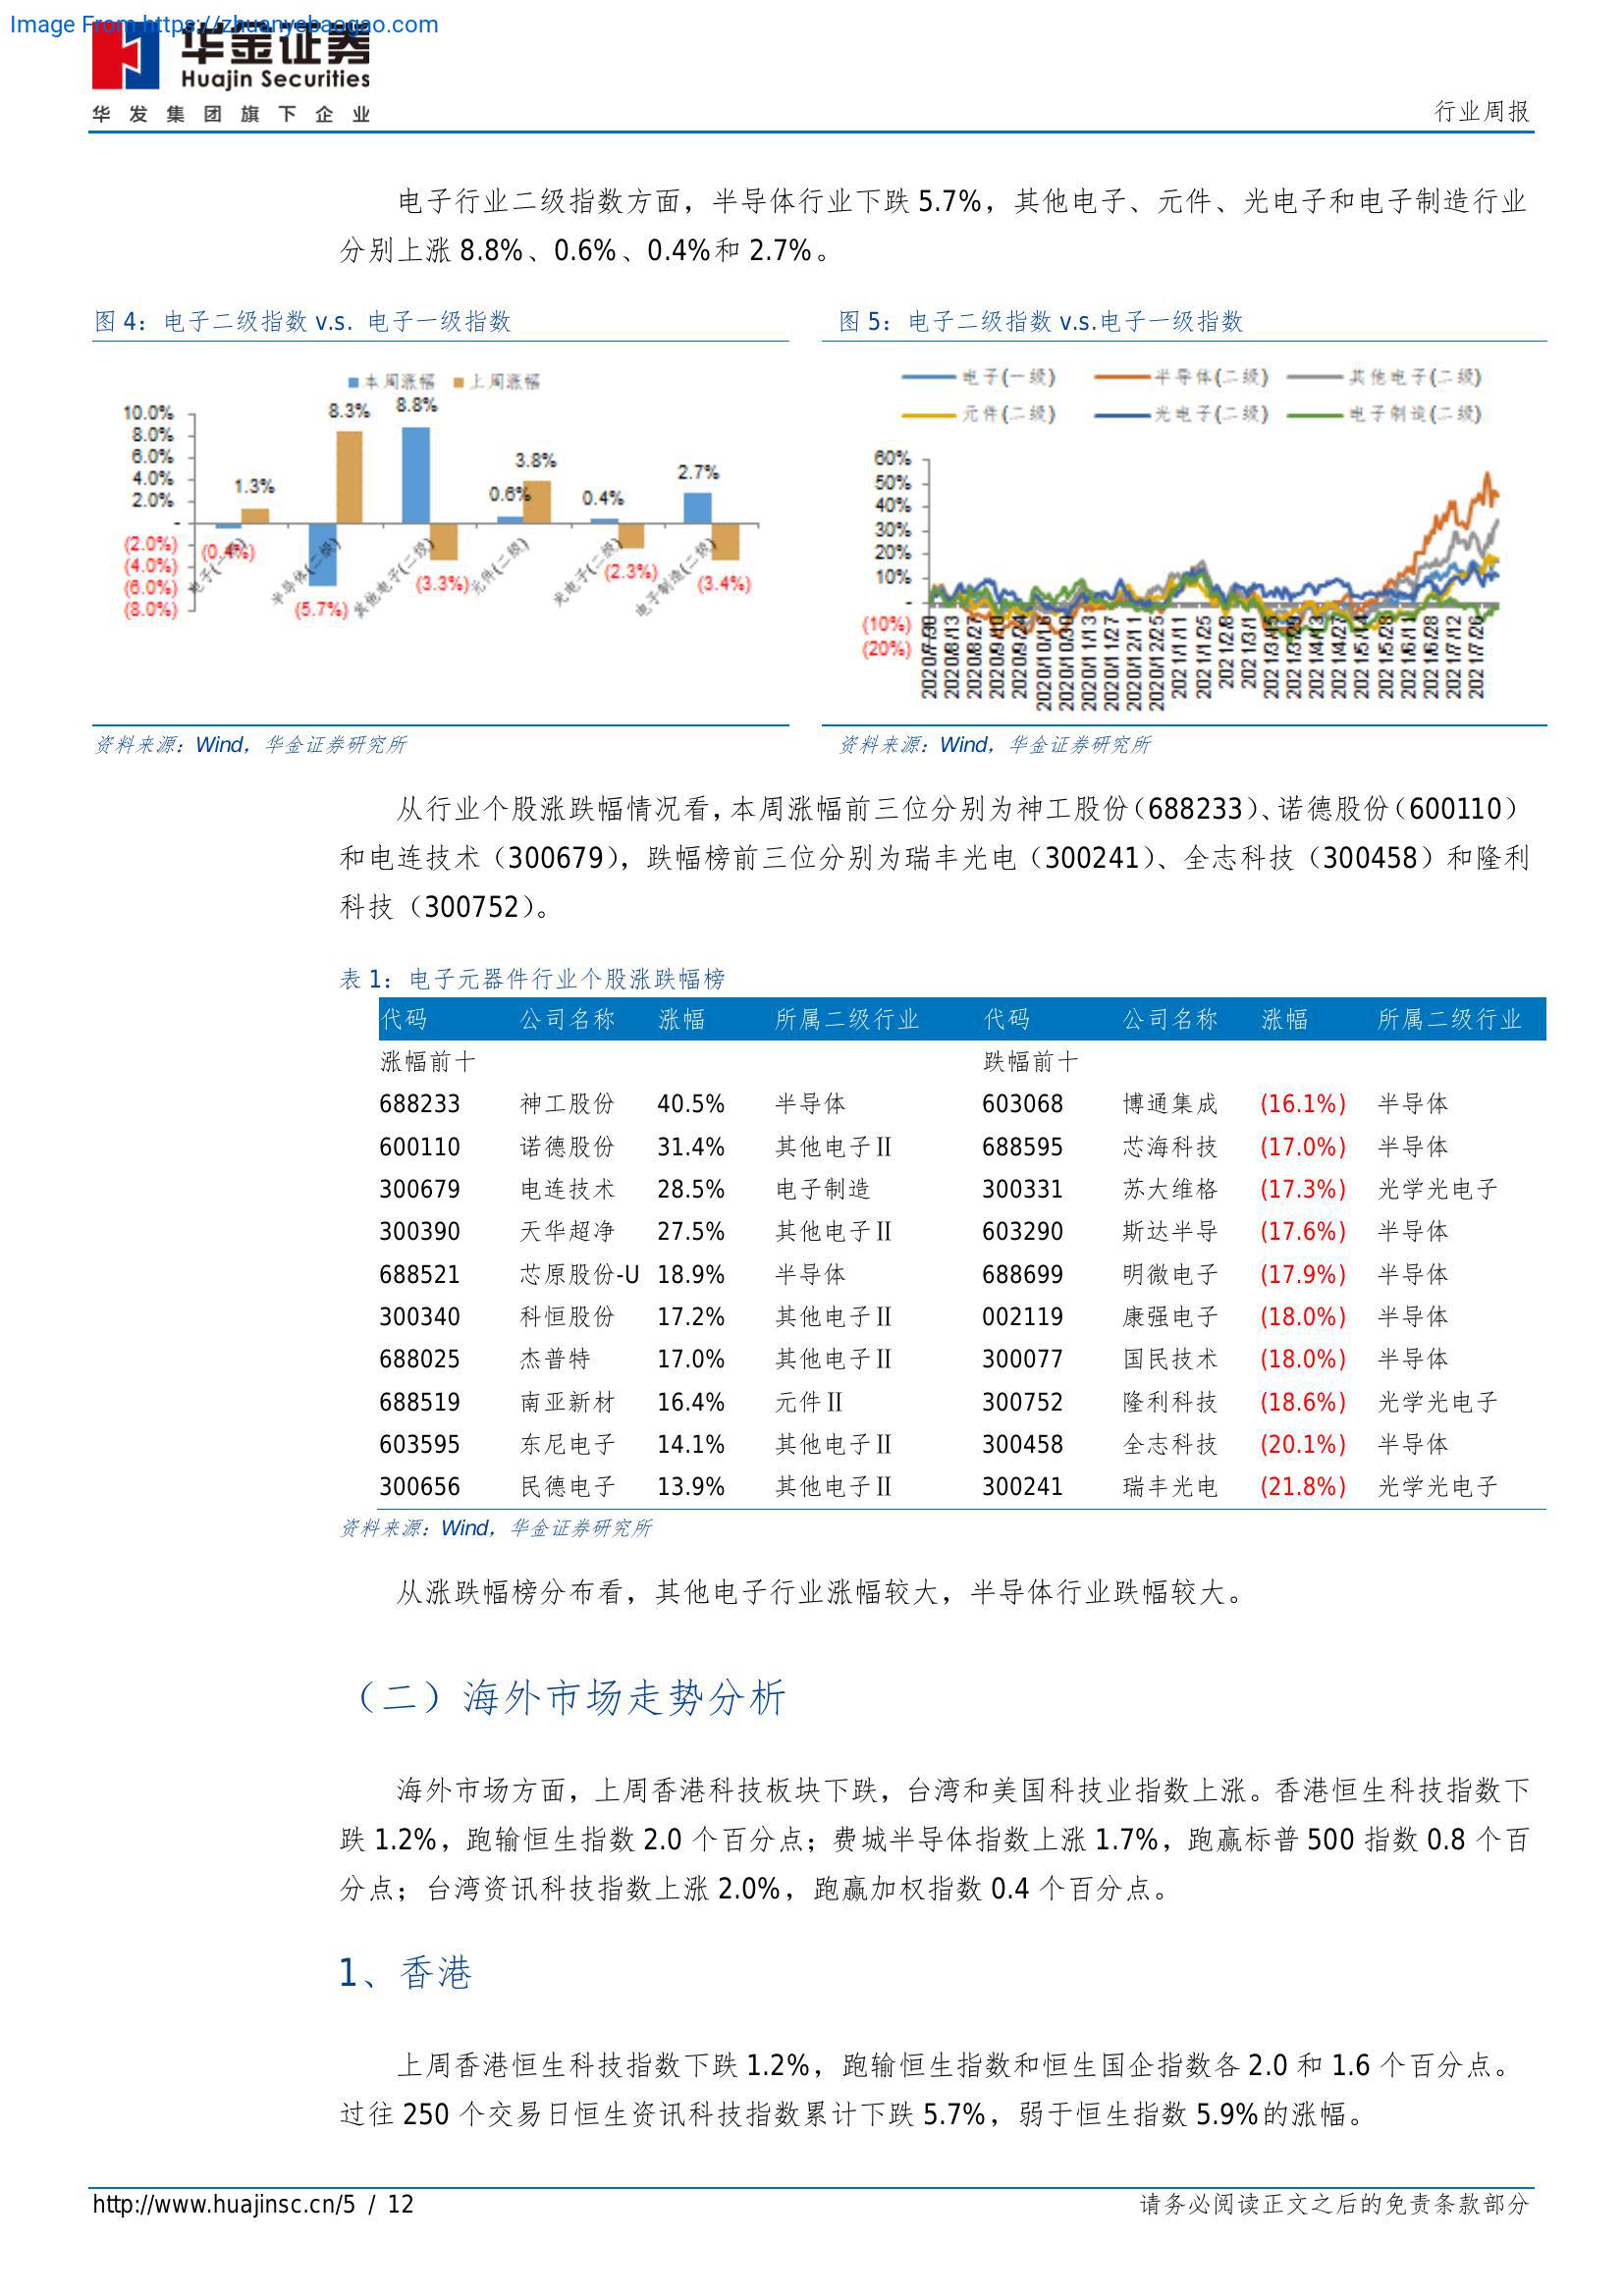 Image From https://zhuanyebaogao.com
华金证券
Huajin Securities
华发集团旗下企业
行业周报
电子行业二级指数方面，半导体行业下跌 5.7%，其他电子、元件、光电子和电子制造行业
分别上涨 8.8%、0.6%、0.4%和 2.7%。
图 4：电子二级指数 v.s. 电子一级指数
本周涨幅 上周涨幅
10.0%
8.0%
6.0%
4.0%
2.0%
-
(2.0%)
(4.0%)
(6.0%)
(8.0%)
1.3%
8.3%
8.8%
0.6%
3.8%
0.4%
2.7%
(0.4%)
(5.7%)
(3.3%)
(2.3%)
(3.4%)
半导体(二级)
其他电子(二级)
元件(二级)
光电子(二级)
电子制造(二级)
资料来源：Wind，华金证券研究所
图 5：电子二级指数 v.s.电子一级指数
电子(一级) 半导体(二级) 其他电子(二级)
元件(二级) 光电子(二级) 电子制造(二级)
60%
50%
40%
30%
20%
10%
-
(10%)
(20%)
2020/7/30
2020/8/13
2020/8/27
2020/9/10
2020/9/24
2020/10/16
2020/10/30
2020/11/13
2020/11/27
2020/12/11
2020/12/25
2021/1/11
2021/1/25
2021/2/8
2021/3/1
2021/3/15
2021/3/29
2021/4/13
2021/4/27
2021/5/14
2021/5/28
2021/6/11
2021/6/28
2021/7/12
2021/7/26
资料来源：Wind，华金证券研究所
从行业个股涨跌幅情况看，本周涨幅前三位分别为神工股份（688233）、诺德股份（600110）
和电连技术（300679），跌幅榜前三位分别为瑞丰光电（300241）、全志科技（300458）和隆利
科技（300752）。
表 1：电子元器件行业个股涨跌幅榜
代码 公司名称 涨幅 所属二级行业 代码 公司名称 涨幅 所属二级行业
涨幅前十 跌幅前十
688233 神工股份 40.5% 半导体 603068 博通集成 (16.1%) 半导体
600110 诺德股份 31.4% 其他电子Ⅱ 688595 芯海科技 (17.0%) 半导体
300679 电连技术 28.5% 电子制造 300331 苏大维格 (17.3%) 光学光电子
300390 天华超净 27.5% 其他电子Ⅱ 603290 斯达半导 (17.6%) 半导体
688521 芯原股份-U 18.9% 半导体 688699 明微电子 (17.9%) 半导体
300340 科恒股份 17.2% 其他电子Ⅱ 002119 康强电子 (18.0%) 半导体
688025 杰普特 17.0% 其他电子Ⅱ 300077 国民技术 (18.0%) 半导体
688519 南亚新材 16.4% 元件Ⅱ 300752 隆利科技 (18.6%) 光学光电子
603595 东尼电子 14.1% 其他电子Ⅱ 300458 全志科技 (20.1%) 半导体
300656 民德电子 13.9% 其他电子Ⅱ 300241 瑞丰光电 (21.8%) 光学光电子
资料来源：Wind，华金证券研究所
从涨跌幅榜分布看，其他电子行业涨幅较大，半导体行业跌幅较大。
（二）海外市场走势分析
海外市场方面，上周香港科技板块下跌，台湾和美国科技业指数上涨。香港恒生科技指数下
跌 1.2%，跑输恒生指数 2.0 个百分点；费城半导体指数上涨 1.7%，跑赢标普 500 指数 0.8 个百
分点；台湾资讯科技指数上涨 2.0%，跑赢加权指数 0.4 个百分点。
1、香港
上周香港恒生科技指数下跌 1.2%，跑输恒生指数和恒生国企指数各 2.0 和 1.6 个百分点。
过往 250 个交易日恒生资讯科技指数累计下跌 5.7%，弱于恒生指数 5.9%的涨幅。
http://www.huajinsc.cn/5 / 12
请务必阅读正文之后的免责条款部分